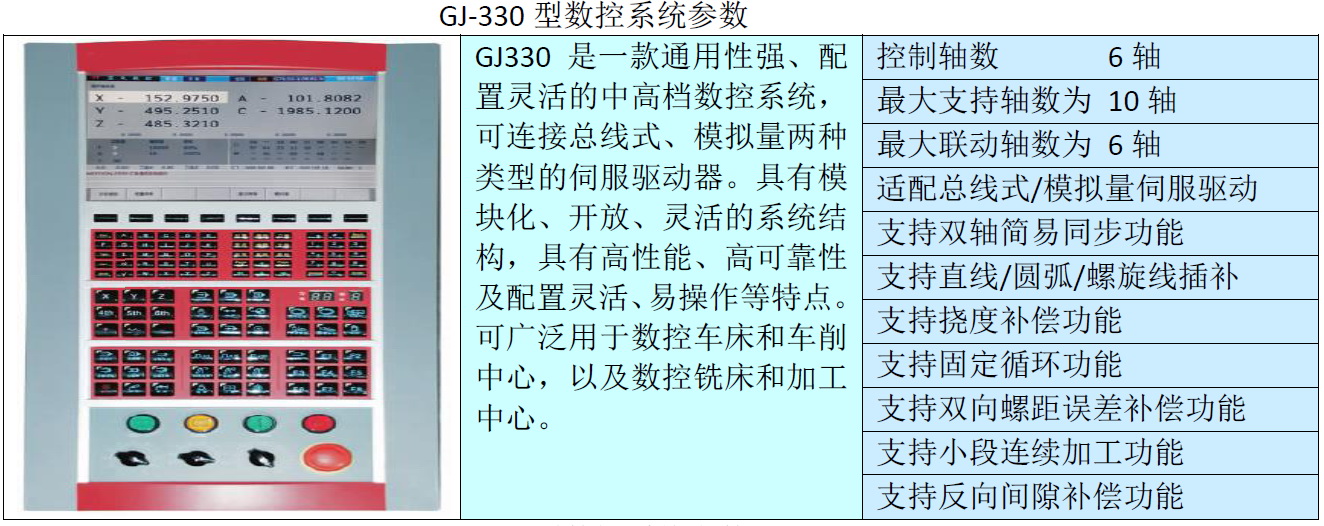 GJ-330 型数控系统参数
X - 152.9750 A - 101.8082
Y - 495.2510 C - 1985.1200
Z - 485.3210
X Y Z
4th 5th 6th
GJ330 是一款通用性强、配
置灵活的中高档数控系统，
可连接总线式、模拟量两种
类型的伺服驱动器。具有模
块化、开放、灵活的系统结
构，具有高性能、高可靠性
及配置灵活、易操作等特点。
可广泛用于数控车床和车削
中心，以及数控铣床和加工
中心。
控制轴数 6 轴
最大支持轴数为 10 轴
最大联动轴数为 6 轴
适配总线式/模拟量伺服驱动
支持双轴简易同步功能
支持直线/圆弧/螺旋线插补
支持挠度补偿功能
支持固定循环功能
支持双向螺距误差补偿功能
支持小段连续加工功能
支持反向间隙补偿功能